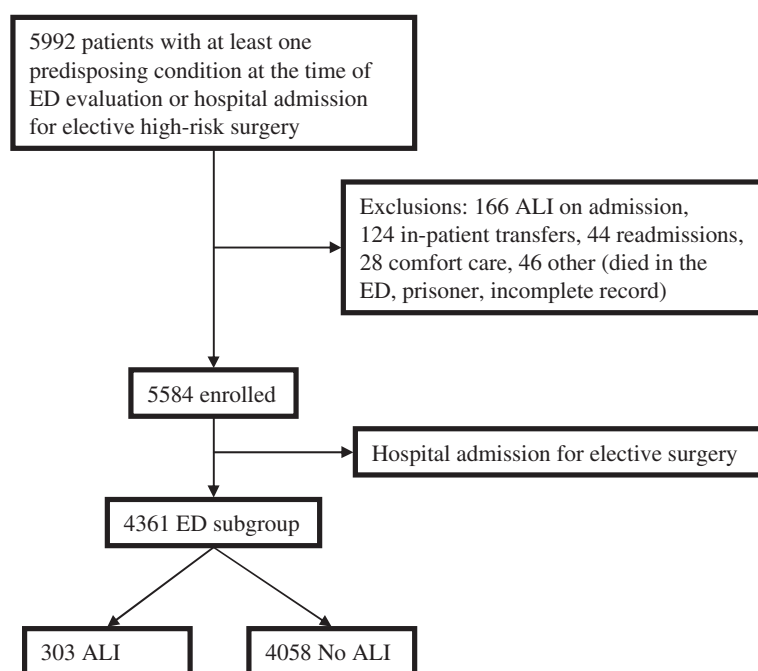 5992 patients with at least one
predisposing condition at the time of
ED evaluation or hospital admission
for elective high-risk surgery
Exclusions: 166 ALI on admission,
124 in-patient transfers, 44 readmissions,
28 comfort care, 46 other (died in the
ED, prisoner, incomplete record)
5584 enrolled
Hospital admission for elective surgery
4361 ED subgroup
303 ALI
4058 No ALI